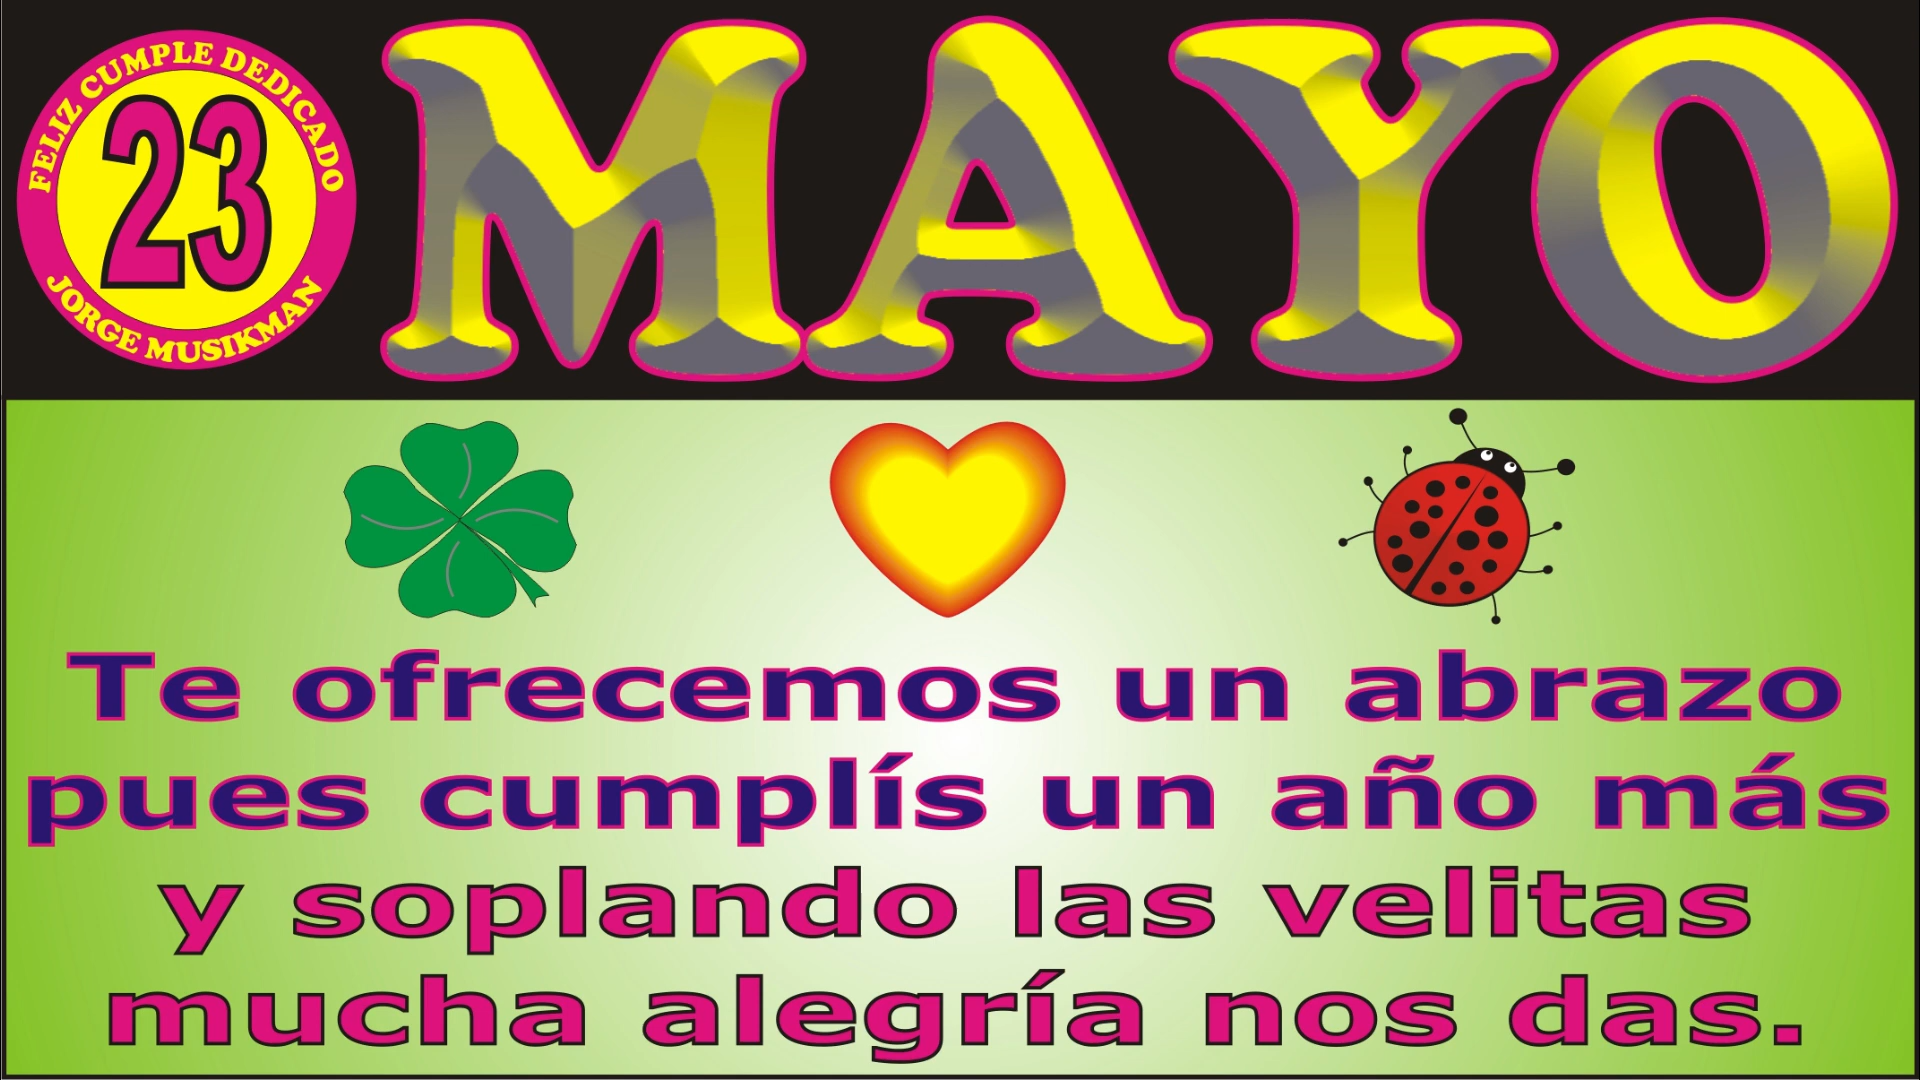 FELIZ CUMPLE DEDICADO
23
JORGE MUSIKMAN
MAYO
Te ofrecemos un abrazo
pues cumplís un año más
y soplando las velitas
mucha alegría nos das.